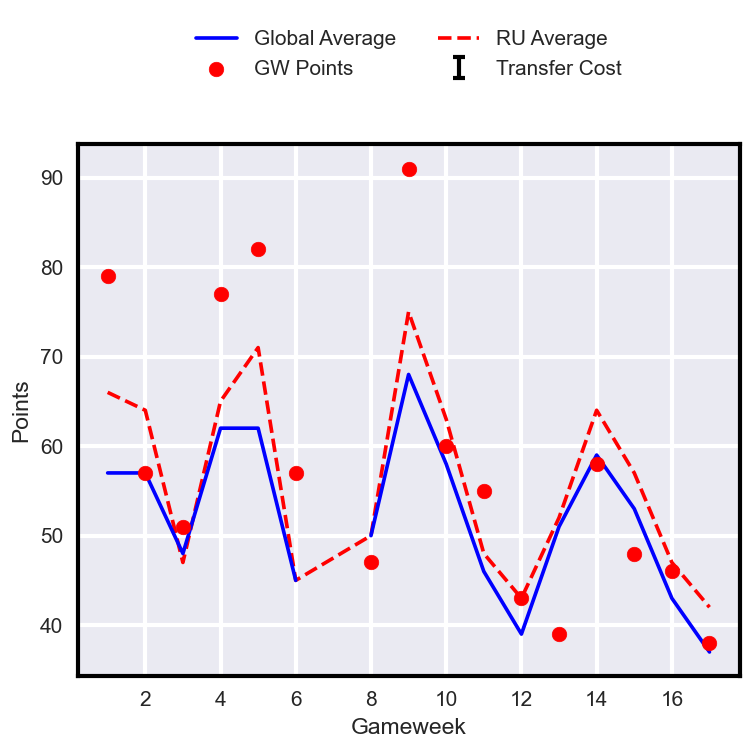 Global Average
RU Average
GW Points
Transfer Cost
90
80
70
60
50
40
Points
2 4 6 8 10 12 14 16
Gameweek